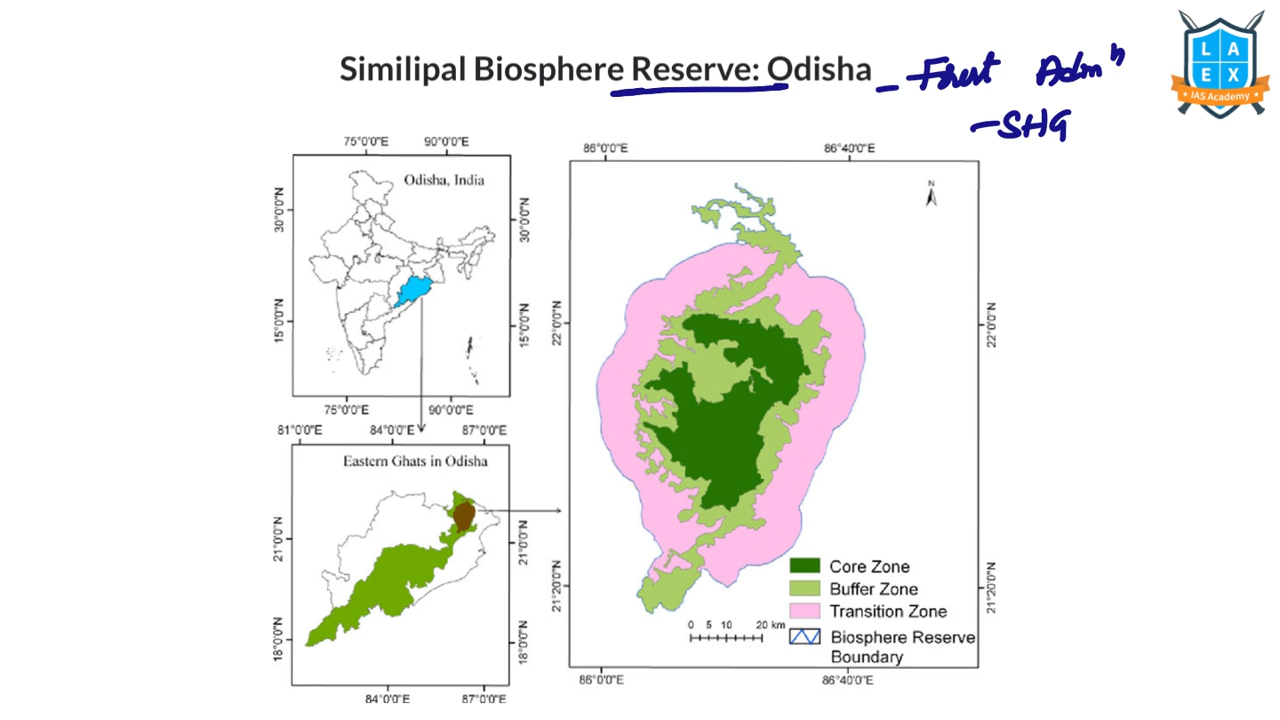 Similipal Biosphere Reserve: Odisha
- Forest Admn
- SHG
L A
E X
IAS Academy
75°0'0"E 90°0'0"E
Odisha, India
30°0'0"N 30°0'0"N
15°0'0"N 15°0'0"N
75°0'0"E 90°0'0"E
81°0'0"E 84°0'0"E 87°0'0"E
Eastern Ghats in Odisha
21°0'0"N 21°0'0"N
18°0'0"N 18°0'0"N
84°0'0"E 87°0'0"E
86°0'0"E 86°40'0"E
N
22°0'0"N 22°0'0"N
21°20'0"N 21°20'0"N
Core Zone
Buffer Zone
Transition Zone
0 5 10 20 km
Biosphere Reserve
Boundary
86°0'0"E 86°40'0"E